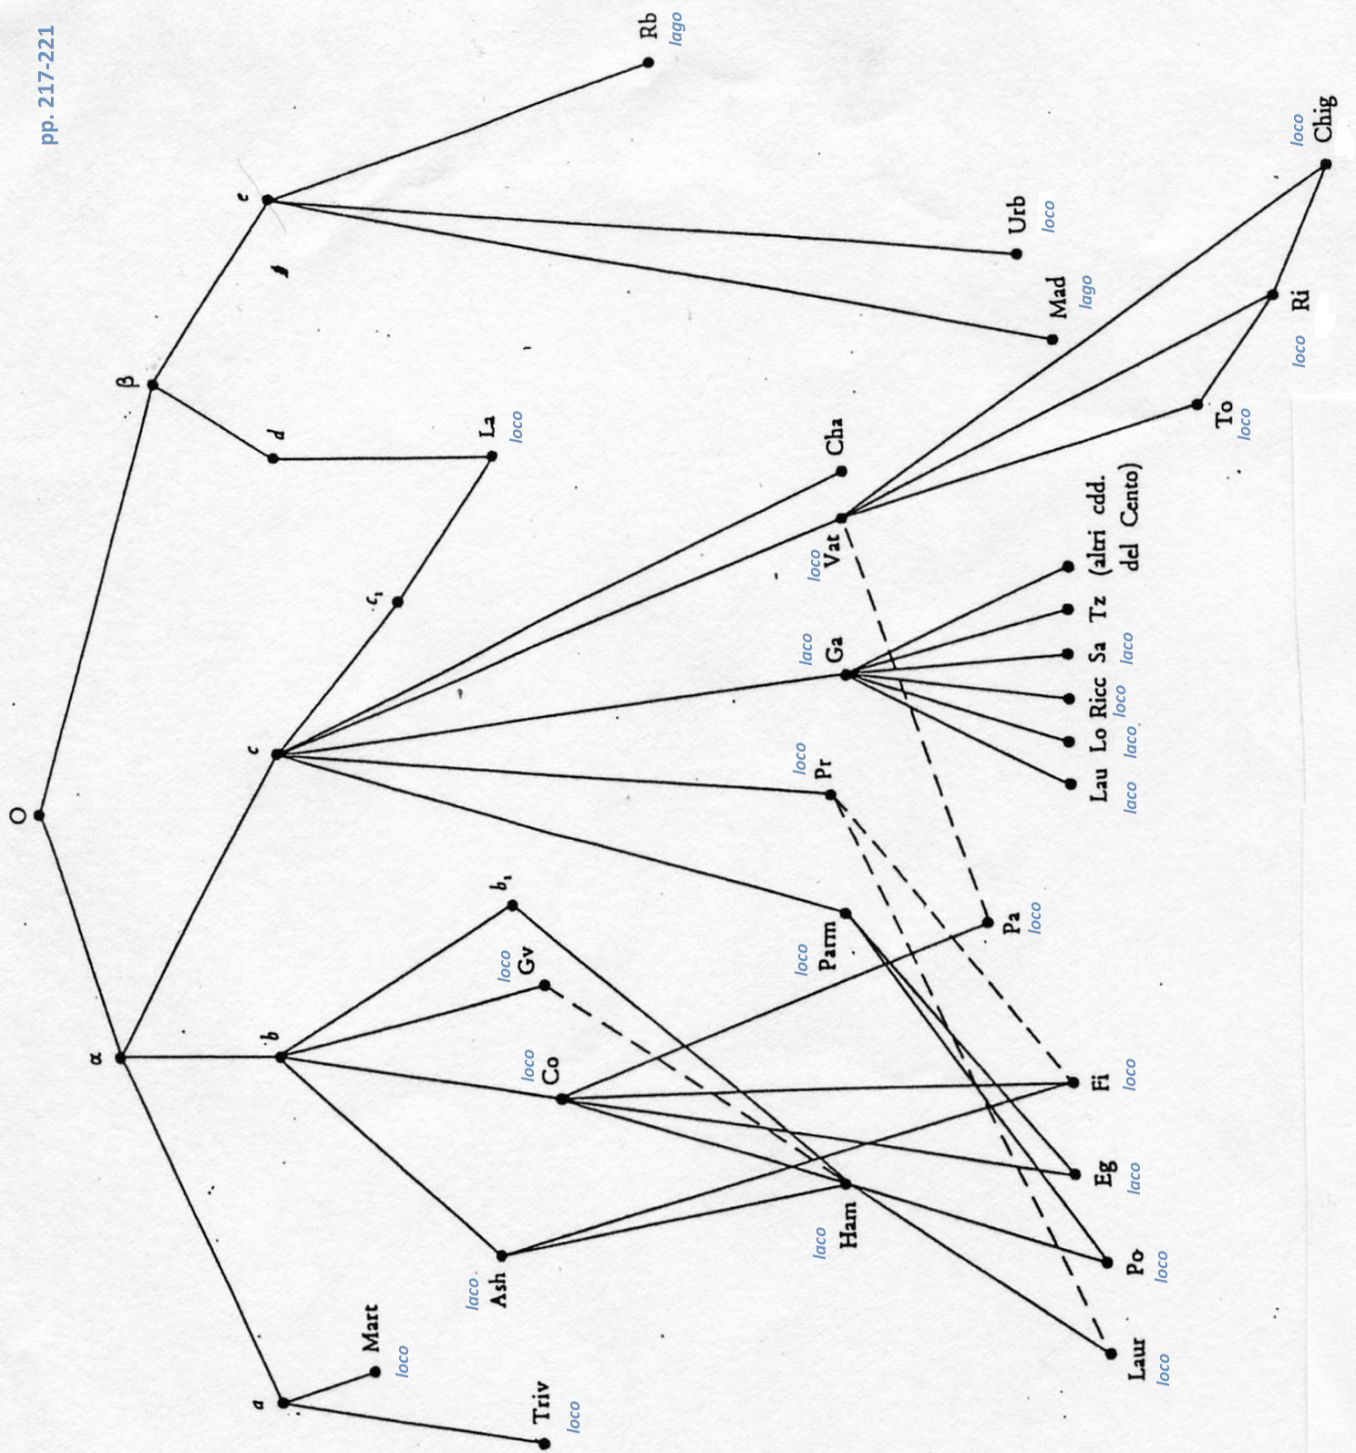 pp. 217-221
O
α
β
a
b
c
d
e
Mart
loco
Triv
loco
Ash
laco
Co
loco
Gv
loco
b₁
c₁
La
loco
Rb
lago
Ham
laco
Parm
loco
Pr
loco
Ga
laco
Vat
loco
Cha
Pa
loco
Mad
lago
Urb
loco
Laur
loco
Po
loco
Eg
laco
Fi
loco
Lau
laco
Lo
laco
Ricc
loco
Sa
laco
Tz
(altri cdd.
del Cento)
To
loco
Ri
loco
Chig
loco